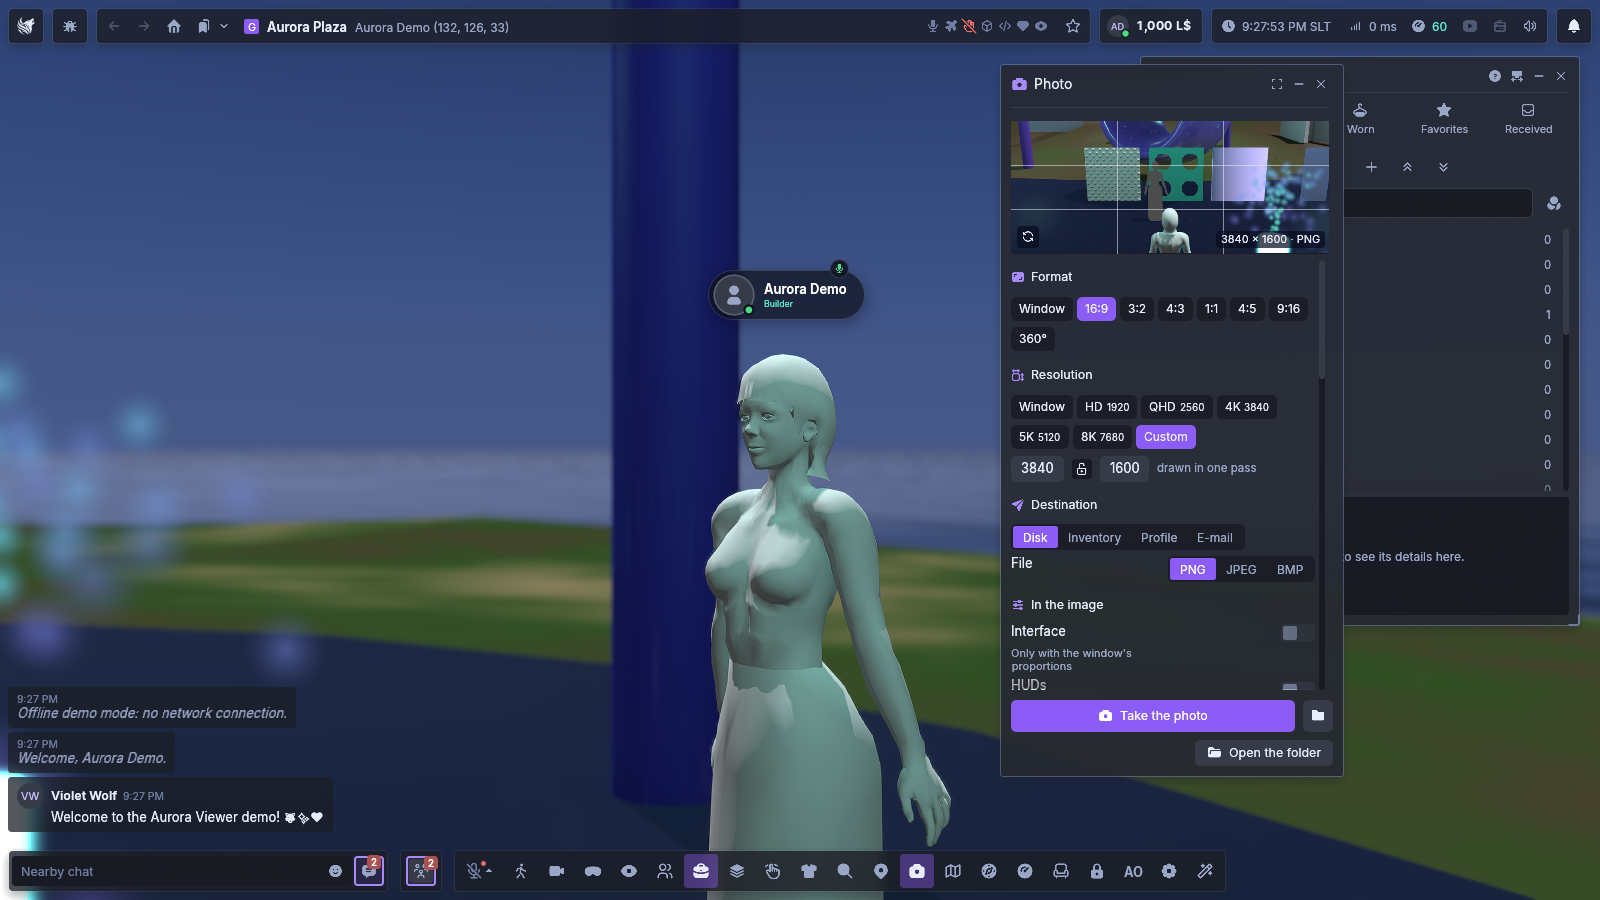 G Aurora Plaza Aurora Demo (132, 126, 33)
AD 1,000 L$
9:27:53 PM SLT 0 ms 60
Photo
3840 × 1600 · PNG
Format
Window 16:9 3:2 4:3 1:1 4:5 9:16
360°
Resolution
Window HD 1920 QHD 2560 4K 3840
5K 5120 8K 7680 Custom
3840 1600 drawn in one pass
Destination
Disk Inventory Profile E-mail
File PNG JPEG BMP
In the image
Interface
Only with the window's
proportions
HUDs
Take the photo
Open the folder
Worn Favorites Received
0
0
0
1
0
0
0
0
0
0
0
to see its details here.
Aurora Demo
Builder
9:27 PM
Offline demo mode: no network connection.
9:27 PM
Welcome, Aurora Demo.
VW Violet Wolf 9:27 PM
Welcome to the Aurora Viewer demo!
Nearby chat 2 2 AO